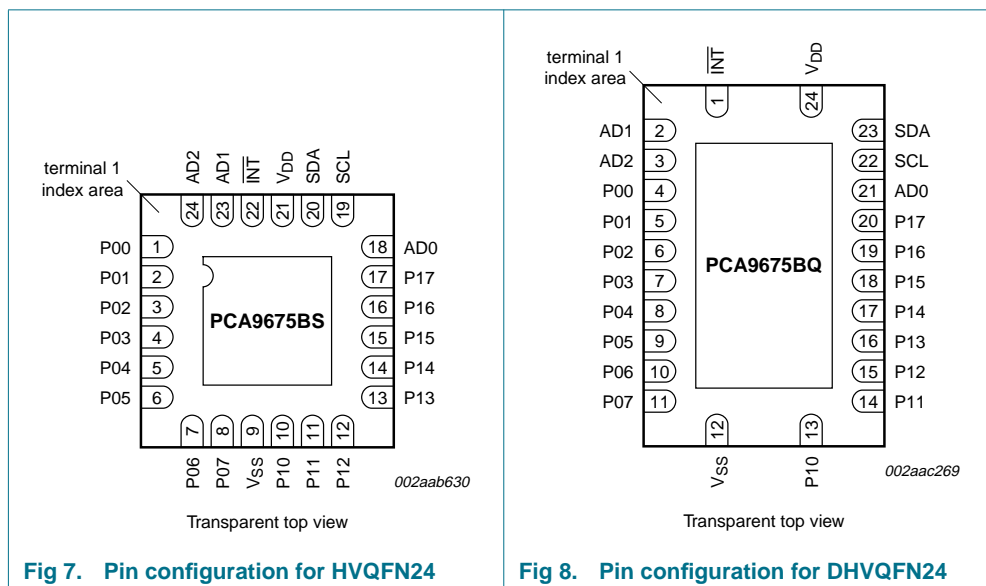 terminal 1
index area
AD2 AD1 INT VDD SDA SCL
24 23 22 21 20 19
P00 1 18 AD0
P01 2 17 P17
P02 3 16 P16
PCA9675BS
P03 4 15 P15
P04 5 14 P14
P05 6 13 P13
7 8 9 10 11 12
P06 P07 VSS P10 P11 P12
002aab630
Transparent top view
Fig 7. Pin configuration for HVQFN24
terminal 1
index area
INT VDD
1 24
AD1 2 23 SDA
AD2 3 22 SCL
P00 4 21 AD0
P01 5 20 P17
P02 6 19 P16
PCA9675BQ
P03 7 18 P15
P04 8 17 P14
P05 9 16 P13
P06 10 15 P12
P07 11 14 P11
12 13
VSS P10
002aac269
Transparent top view
Fig 8. Pin configuration for DHVQFN24